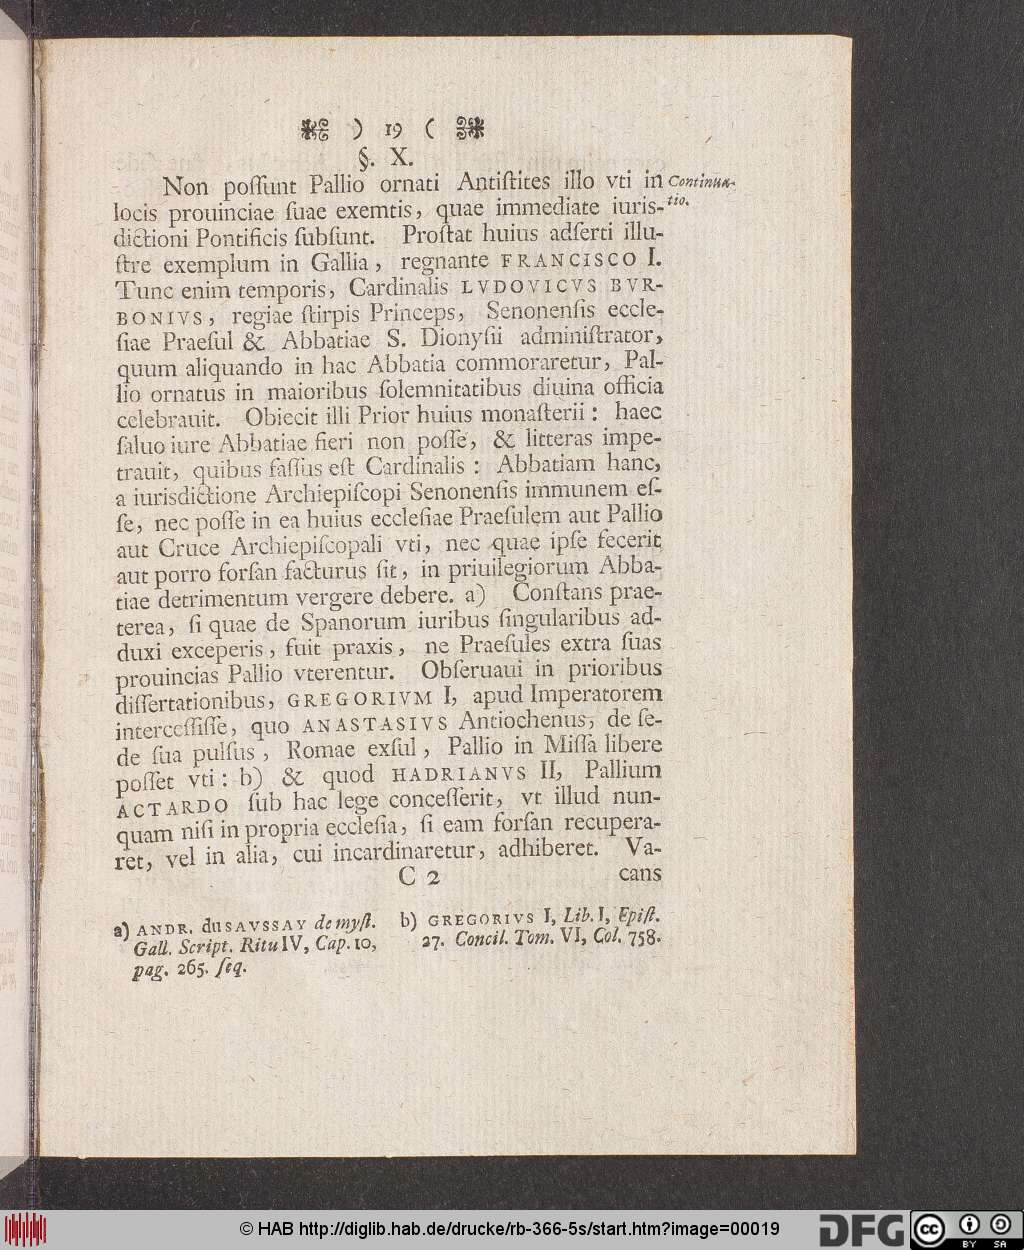 ) 19 (
§. X.
Non poſſunt Pallio ornati Antiſtites illo vti in
Continua-
tio.
locis prouinciae ſuae exemtis, quae immediate iuris-
dictioni Pontificis ſubſunt. Proſtat huius adſerti illu-
ſtre exemplum in Gallia, regnante FRANCISCO I.
Tunc enim temporis, Cardinalis LVDOVICVS BVR-
BONIVS, regiae ſtirpis Princeps, Senonenſis eccle-
ſiae Praeſul & Abbatiae S. Dionyſii adminiſtrator,
quum aliquando in hac Abbatia commoraretur, Pal-
lio ornatus in maioribus ſolemnitatibus diuina officia
celebrauit. Obiecit illi Prior huius monaſterii: haec
ſaluo iure Abbatiae fieri non poſſe, & litteras impe-
trauit, quibus faſſus eſt Cardinalis: Abbatiam hanc,
a iurisdictione Archiepiſcopi Senonenſis immunem eſ-
ſe, nec poſſe in ea huius eccleſiae Praeſulem aut Pallio
aut Cruce Archiepiſcopali vti, nec quae ipſe fecerit
aut porro forſan facturus ſit, in priuilegiorum Abba-
tiae detrimentum vergere debere. a) Conſtans prae-
terea, ſi quae de Spanorum iuribus ſingularibus ad-
duxi exceperis, fuit praxis, ne Praeſules extra ſuas
prouincias Pallio vterentur. Obſeruaui in prioribus
diſſertationibus, GREGORIVM I, apud Imperatorem
interceſſiſſe, quo ANASTASIVS Antiochenus, de ſe-
de ſua pulſus, Romae exſul, Pallio in Miſſa libere
poſſet vti: b) & quod HADRIANVS II, Pallium
ACTARDO ſub hac lege conceſſerit, vt illud nun-
quam niſi in propria eccleſia, ſi eam forſan recupera-
ret, vel in alia, cui incardinaretur, adhiberet. Va-
C 2 cans
a) ANDR. du SAVSSAY de myſt.
Gall. Script. Ritu IV, Cap. 10,
pag. 265. ſeq.
b) GREGORIVS I, Lib. I, Epiſt.
27. Concil. Tom. VI, Col. 758.
© HAB http://diglib.hab.de/drucke/rb-366-5s/start.htm?image=00019
DFG
cc
BY SA